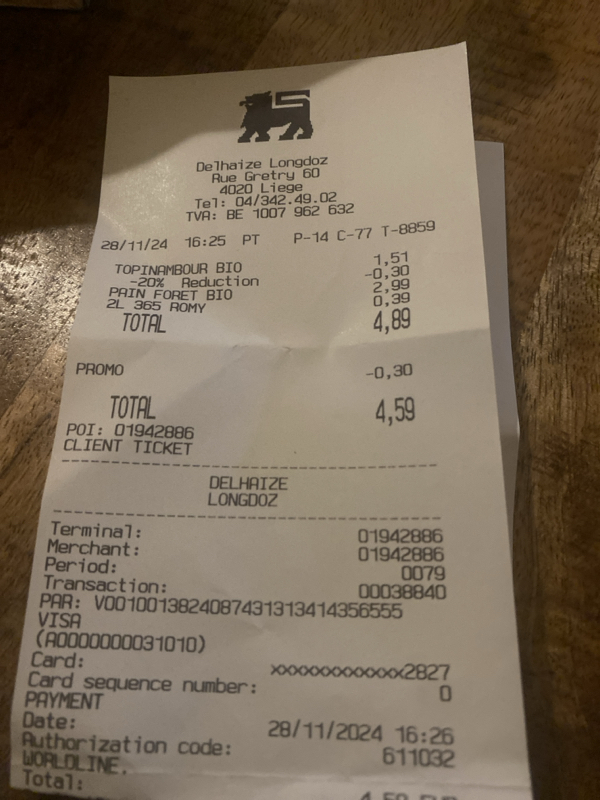 Delhaize Longdoz
Rue Gretry 60
4020 Liege
Tel: 04/342.49.02
TVA: BE 1007 962 632
28/11/24 16:25 PT P-14 C-77 T-8859
TOPINAMBOUR BIO 1,51
-20% Reduction -0,30
PAIN FORET BIO 2,99
2L 365 ROMY 0,39
TOTAL 4,89
PROMO -0,30
TOTAL 4,59
POI: 01942886
CLIENT TICKET
DELHAIZE
LONGDOZ
Terminal: 01942886
Merchant: 01942886
Period: 0079
Transaction: 00038840
PAR: V0010013824087431313414356555
VISA
(A0000000031010)
Card: xxxxxxxxxxxx2827
Card sequence number: 0
PAYMENT
Date: 28/11/2024 16:26
Authorization code: 611032
WORLDLINE.
Total: 4,59 EUR